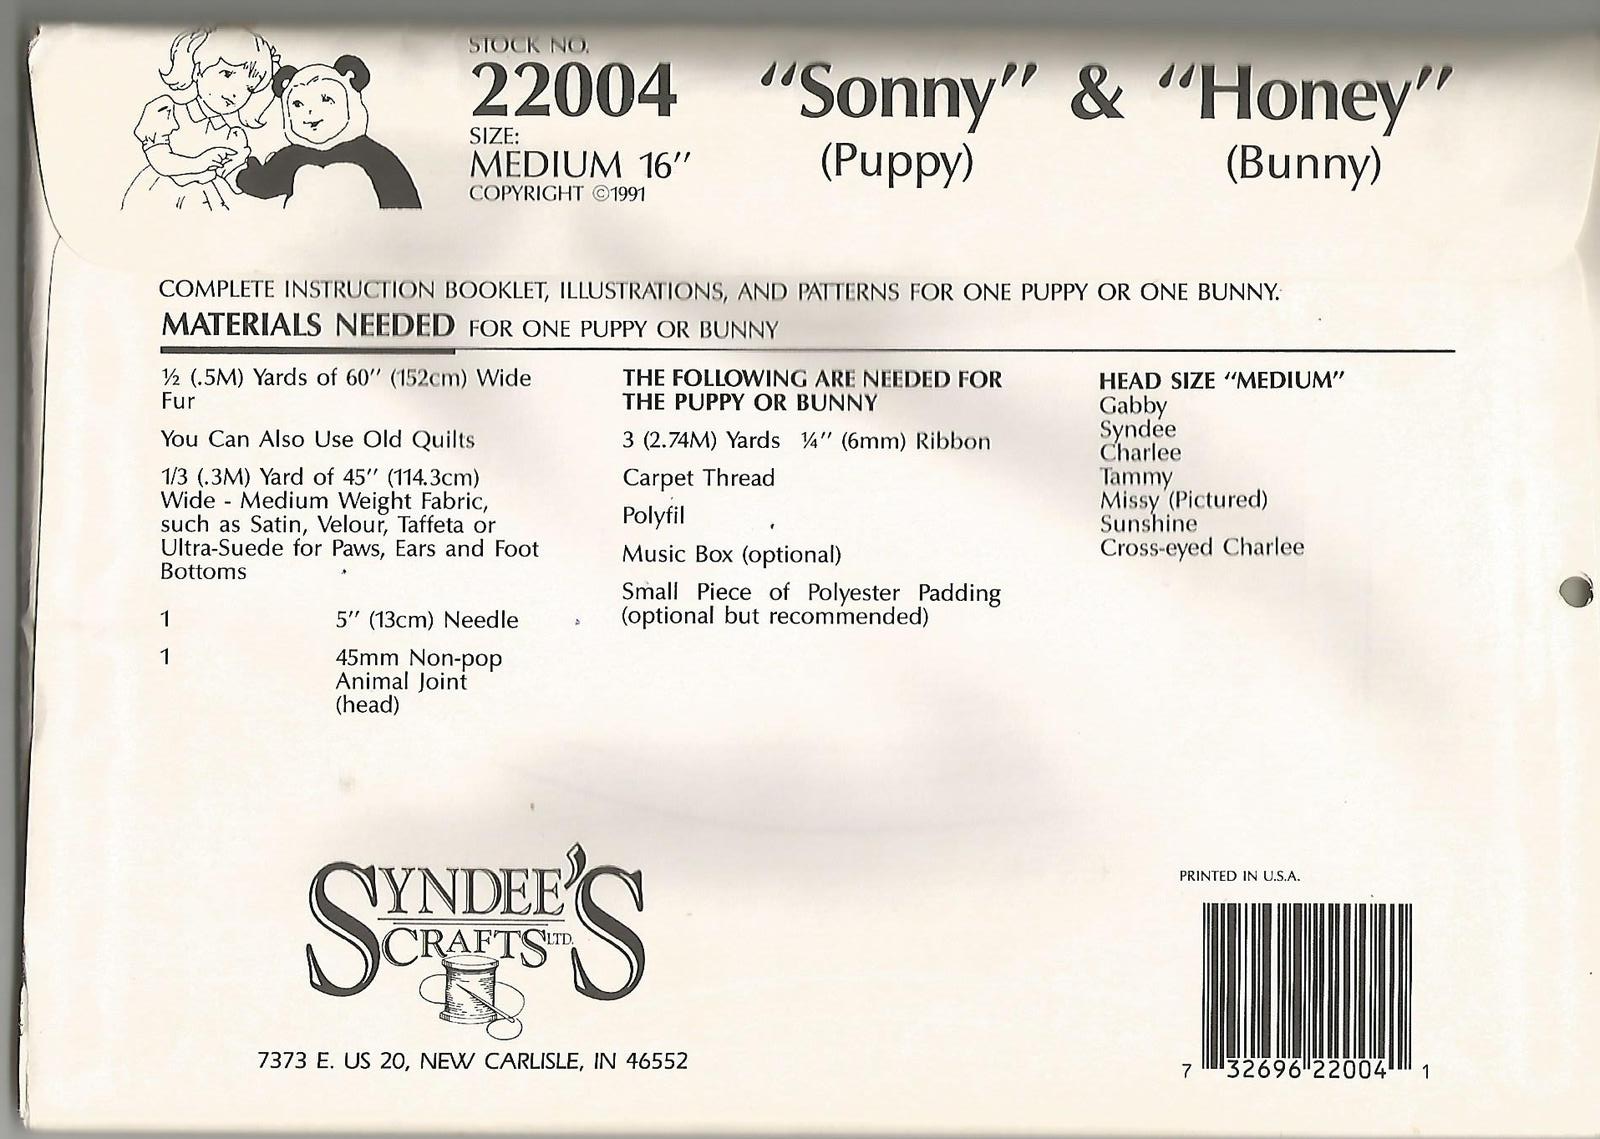 STOCK NO.
22004
SIZE:
MEDIUM 16"
COPYRIGHT ©1991
"Sonny" & "Honey"
(Puppy) (Bunny)
COMPLETE INSTRUCTION BOOKLET, ILLUSTRATIONS, AND PATTERNS FOR ONE PUPPY OR ONE BUNNY.
MATERIALS NEEDED FOR ONE PUPPY OR BUNNY
½ (.5M) Yards of 60" (152cm) Wide
Fur
You Can Also Use Old Quilts
1/3 (.3M) Yard of 45" (114.3cm)
Wide - Medium Weight Fabric,
such as Satin, Velour, Taffeta or
Ultra-Suede for Paws, Ears and Foot
Bottoms
1 5" (13cm) Needle
1 45mm Non-pop
Animal Joint
(head)
THE FOLLOWING ARE NEEDED FOR
THE PUPPY OR BUNNY
3 (2.74M) Yards ¼" (6mm) Ribbon
Carpet Thread
Polyfil
Music Box (optional)
Small Piece of Polyester Padding
(optional but recommended)
HEAD SIZE "MEDIUM"
Gabby
Syndee
Charlee
Tammy
Missy (Pictured)
Sunshine
Cross-eyed Charlee
SYNDEE'S
CRAFTS LTD.
7373 E. US 20, NEW CARLISLE, IN 46552
PRINTED IN U.S.A.
7 32696 22004 1